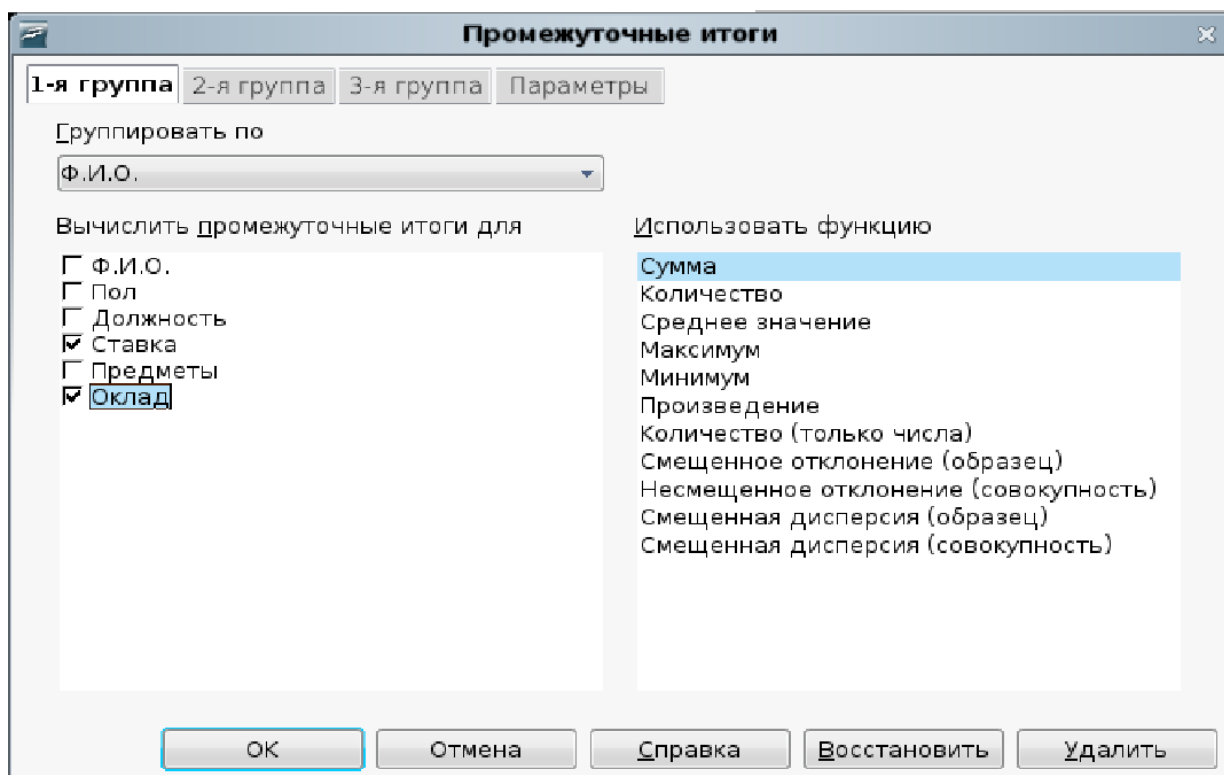 Промежуточные итоги
1-я группа 2-я группа 3-я группа Параметры
Группировать по
Ф.И.О.
Вычислить промежуточные итоги для
Ф.И.О.
Пол
Должность
Ставка
Предметы
Оклад
Использовать функцию
Сумма
Количество
Среднее значение
Максимум
Минимум
Произведение
Количество (только числа)
Смещенное отклонение (образец)
Несмещенное отклонение (совокупность)
Смещенная дисперсия (образец)
Смещенная дисперсия (совокупность)
ОК Отмена Справка Восстановить Удалить